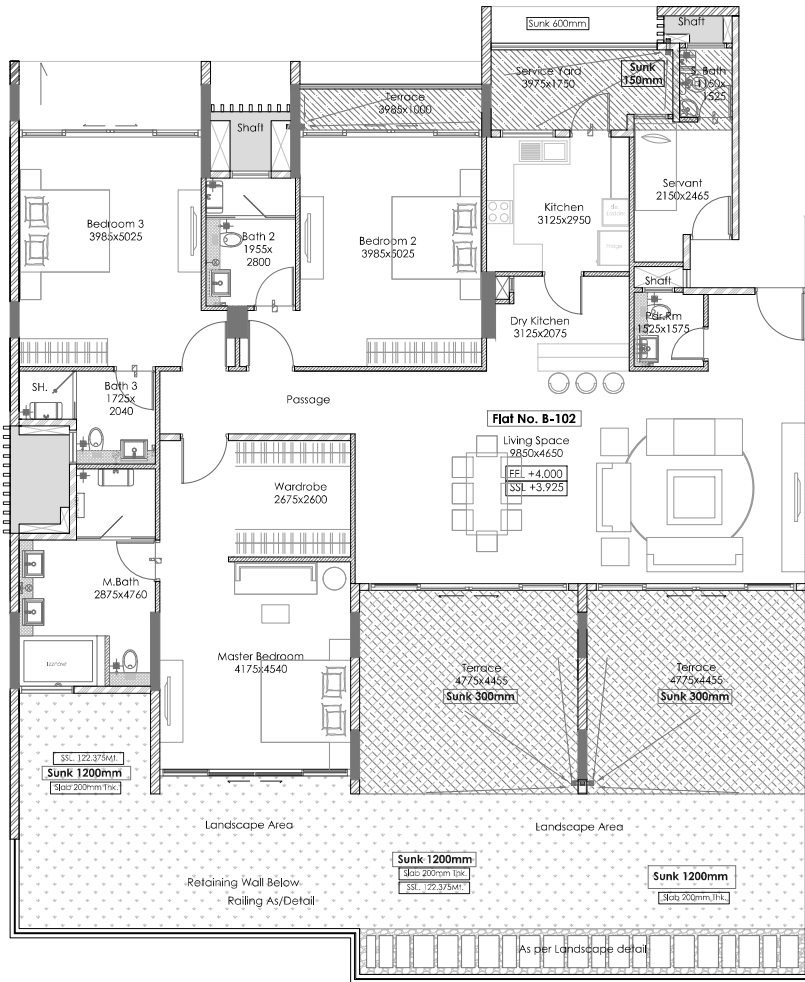 Sunk 600mm
Shaft
Service Yard
3975x1750
Sunk
150mm
S. Bath
1150x
1525
Terrace
3985x1000
Shaft
Servant
2150x2465
Kitchen
3125x2950
Bedroom 3
3985x5025
Bath 2
1955x
2800
Bedroom 2
3985x5025
Shaft
Dry Kitchen
3125x2075
Pdr.Rm
1525x1575
SH.
Bath 3
1725x
2040
Passage
Flat No. B-102
Living Space
9850x4650
FFL +4.000
SSL +3.925
Wardrobe
2675x2600
M.Bath
2875x4760
Master Bedroom
4175x4540
Terrace
4775x4455
Sunk 300mm
Terrace
4775x4455
Sunk 300mm
SSL. 122.375Mt.
Sunk 1200mm
Slab 200mm Thk.
Landscape Area
Landscape Area
Sunk 1200mm
Slab 200mm Thk.
SSL. 122.375Mt.
Sunk 1200mm
Slab 200mm Thk.
Retaining Wall Below
Railing As/Detail
As per Landscape detail